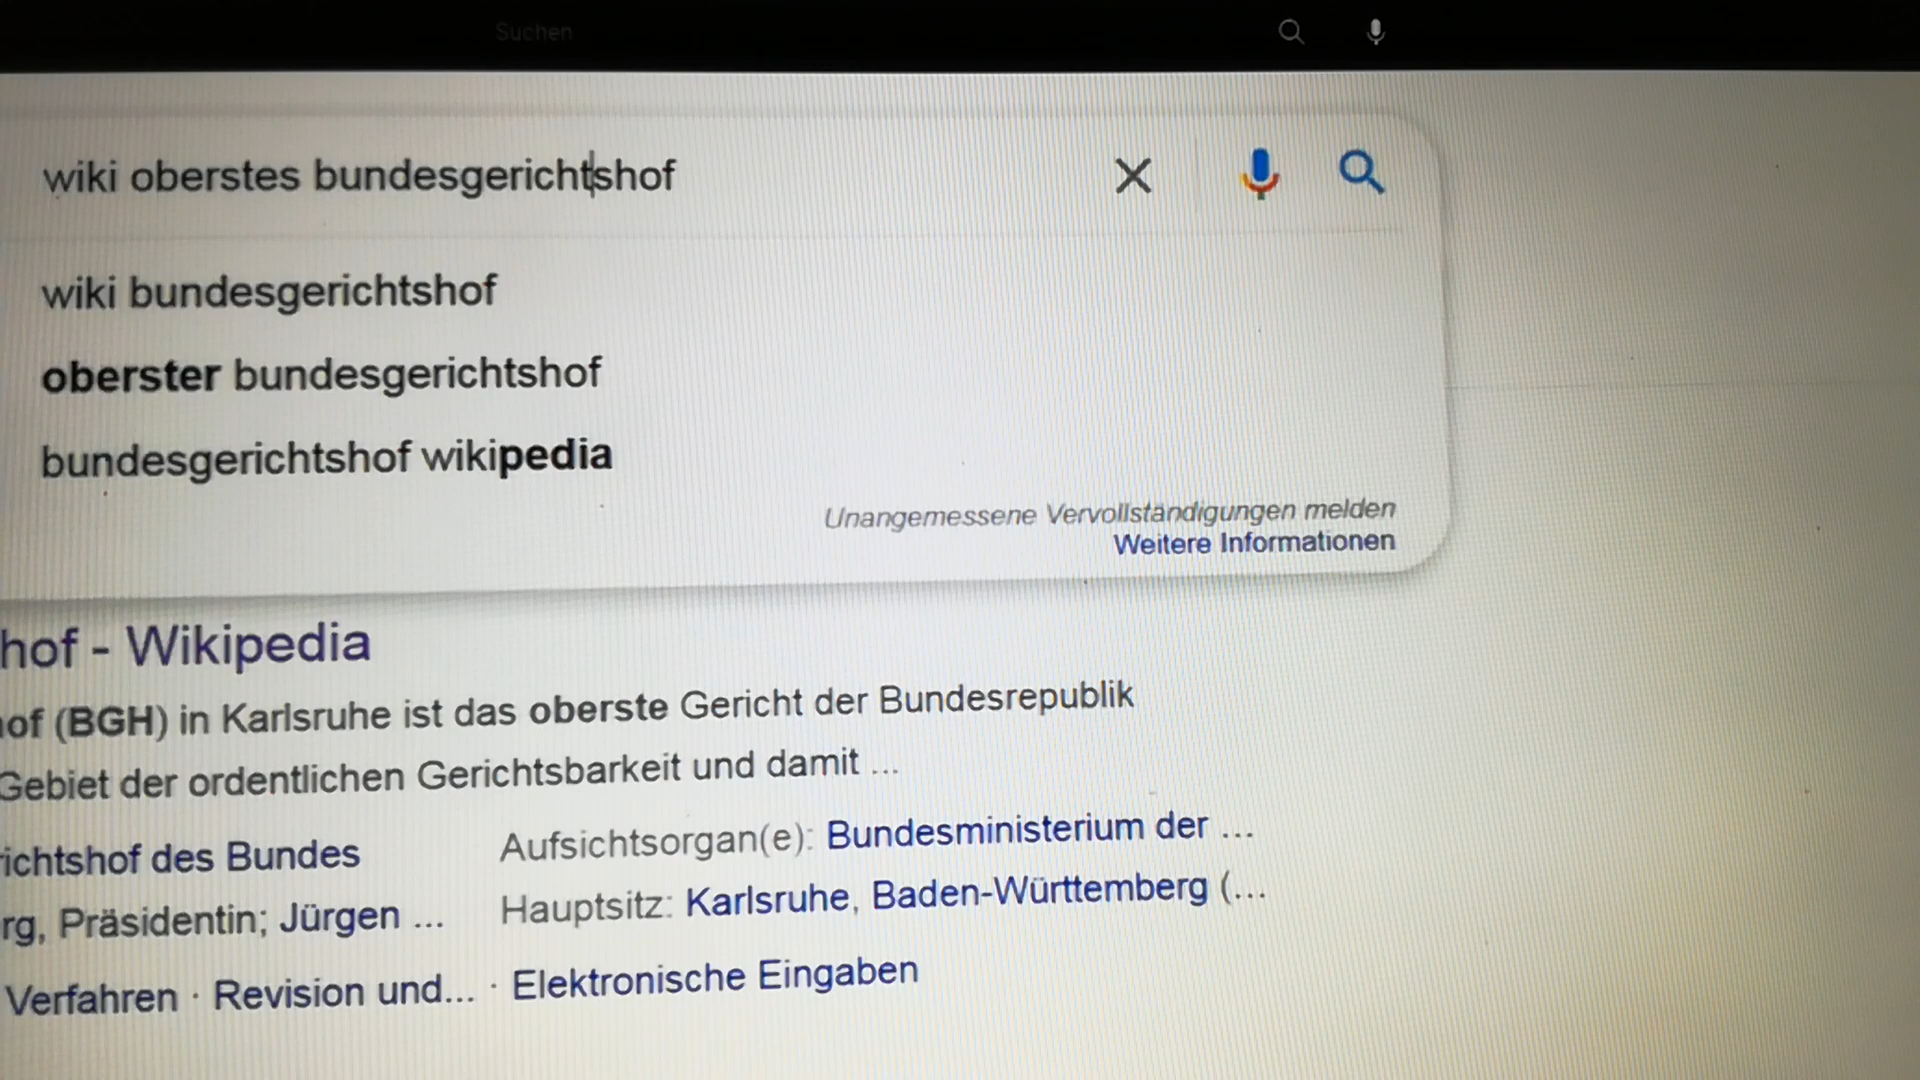 Suchen
wiki oberstes bundesgerichtshof
wiki bundesgerichtshof
oberster bundesgerichtshof
bundesgerichtshof wikipedia
Unangemessene Vervollständigungen melden
Weitere Informationen
hof - Wikipedia
of (BGH) in Karlsruhe ist das oberste Gericht der Bundesrepublik
Gebiet der ordentlichen Gerichtsbarkeit und damit ...
richtshof des Bundes Aufsichtsorgan(e): Bundesministerium der ...
rg, Präsidentin; Jürgen ... Hauptsitz: Karlsruhe, Baden-Württemberg (...
Verfahren · Revision und... · Elektronische Eingaben